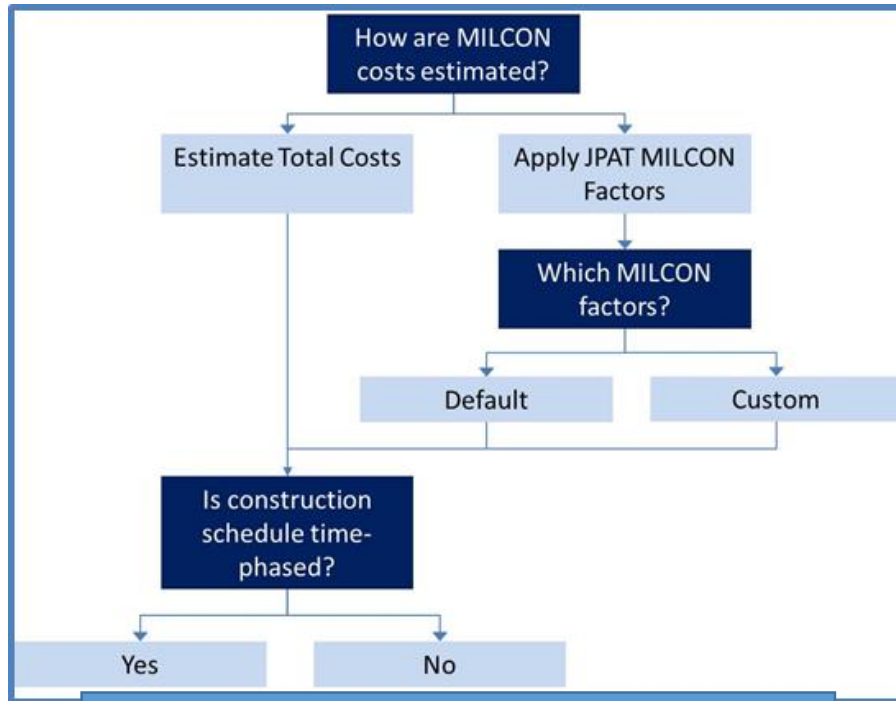 How are MILCON
costs estimated?
Estimate Total Costs
Apply JPAT MILCON
Factors
Which MILCON
factors?
Default
Custom
Is construction
schedule time-
phased?
Yes
No